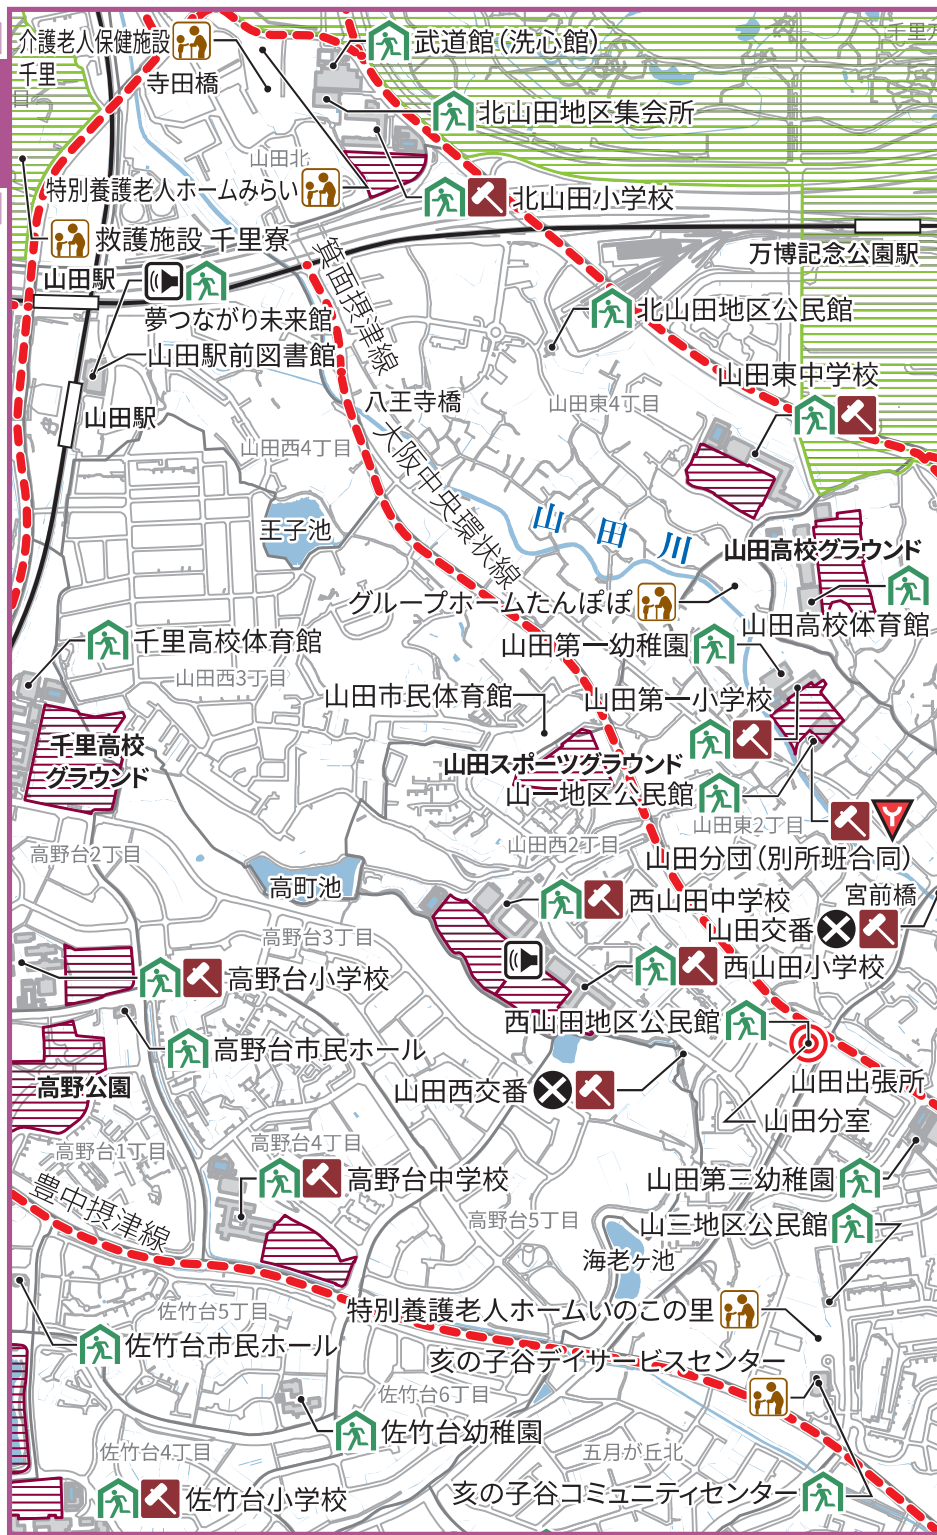 介護老人保健施設
千里
寺田橋
武道館（洗心館）
北山田地区集会所
山田北
特別養護老人ホームみらい
北山田小学校
救護施設 千里寮
万博記念公園駅
山田駅
箕面摂津線
夢つながり未来館
北山田地区公民館
山田駅前図書館
山田東中学校
八王寺橋
山田東4丁目
山田駅
山田西4丁目
大阪中央環状線
王子池
山田川
山田高校グラウンド
グループホームたんぽぽ
山田高校体育館
千里高校体育館
山田第一幼稚園
山田西3丁目
山田市民体育館
山田第一小学校
千里高校
グラウンド
山田スポーツグラウンド
山一地区公民館
山田東2丁目
山田西2丁目
高野台2丁目
山田分団（別所班合同）
高町池
宮前橋
西山田中学校
山田交番
高野台3丁目
西山田小学校
高野台小学校
西山田地区公民館
高野台市民ホール
山田出張所
高野公園
山田西交番
山田分室
高野台1丁目
高野台4丁目
高野台中学校
山田第三幼稚園
豊中摂津線
高野台5丁目
山三地区公民館
海老ヶ池
佐竹台5丁目
特別養護老人ホームいのこの里
佐竹台市民ホール
亥の子谷デイサービスセンター
佐竹台6丁目
佐竹台幼稚園
佐竹台4丁目
五月が丘北
佐竹台小学校
亥の子谷コミュニティセンター